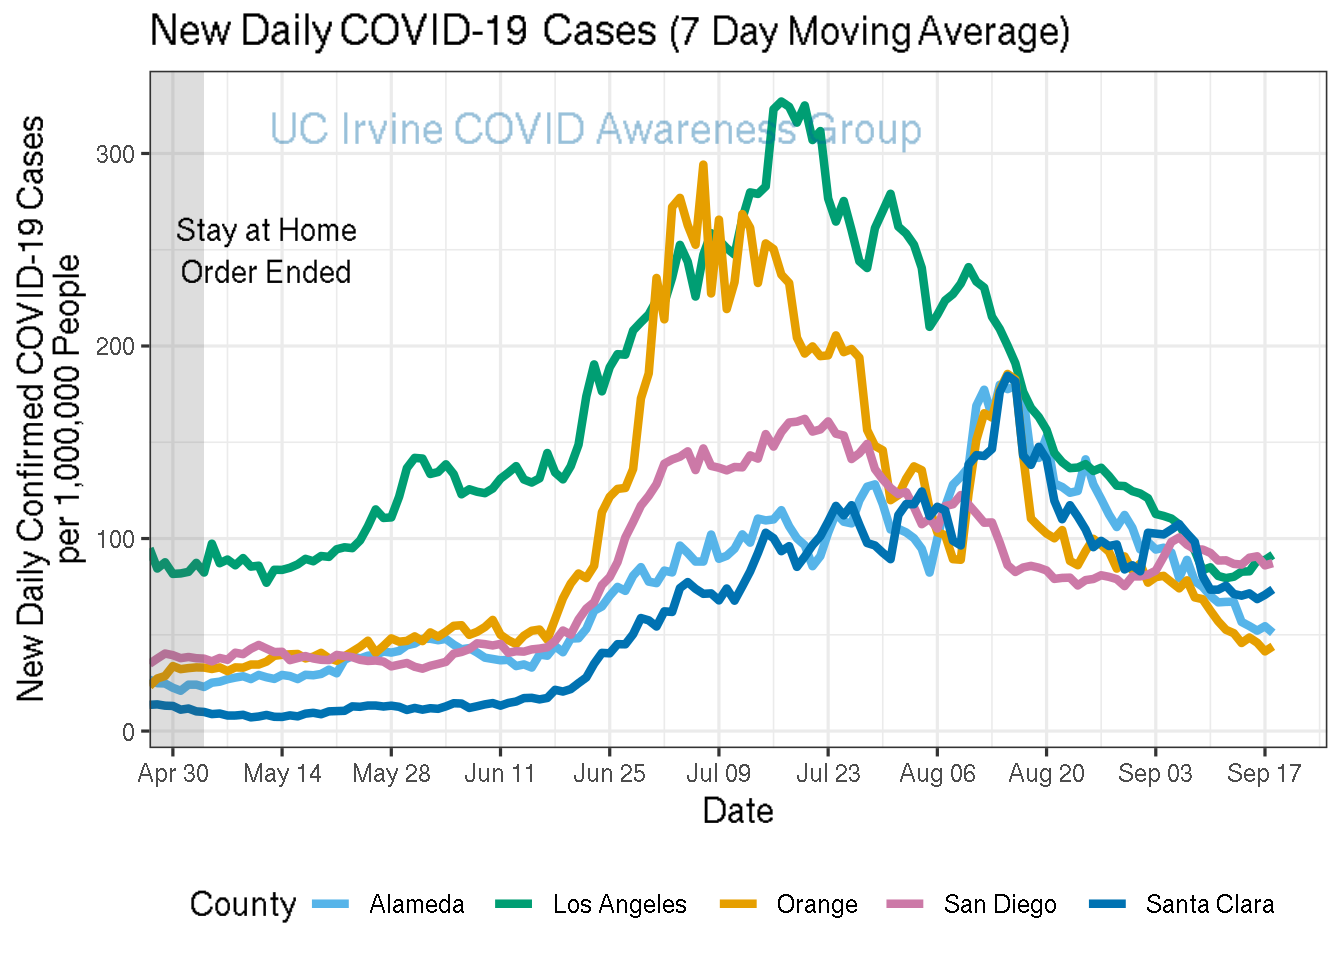 New Daily COVID-19 Cases (7 Day Moving Average)
UC Irvine COVID Awareness Group
Stay at Home
Order Ended
New Daily Confirmed COVID-19 Cases
per 1,000,000 People
300
200
100
0
Apr 30 May 14 May 28 Jun 11 Jun 25 Jul 09 Jul 23 Aug 06 Aug 20 Sep 03 Sep 17
Date
County Alameda Los Angeles Orange San Diego Santa Clara